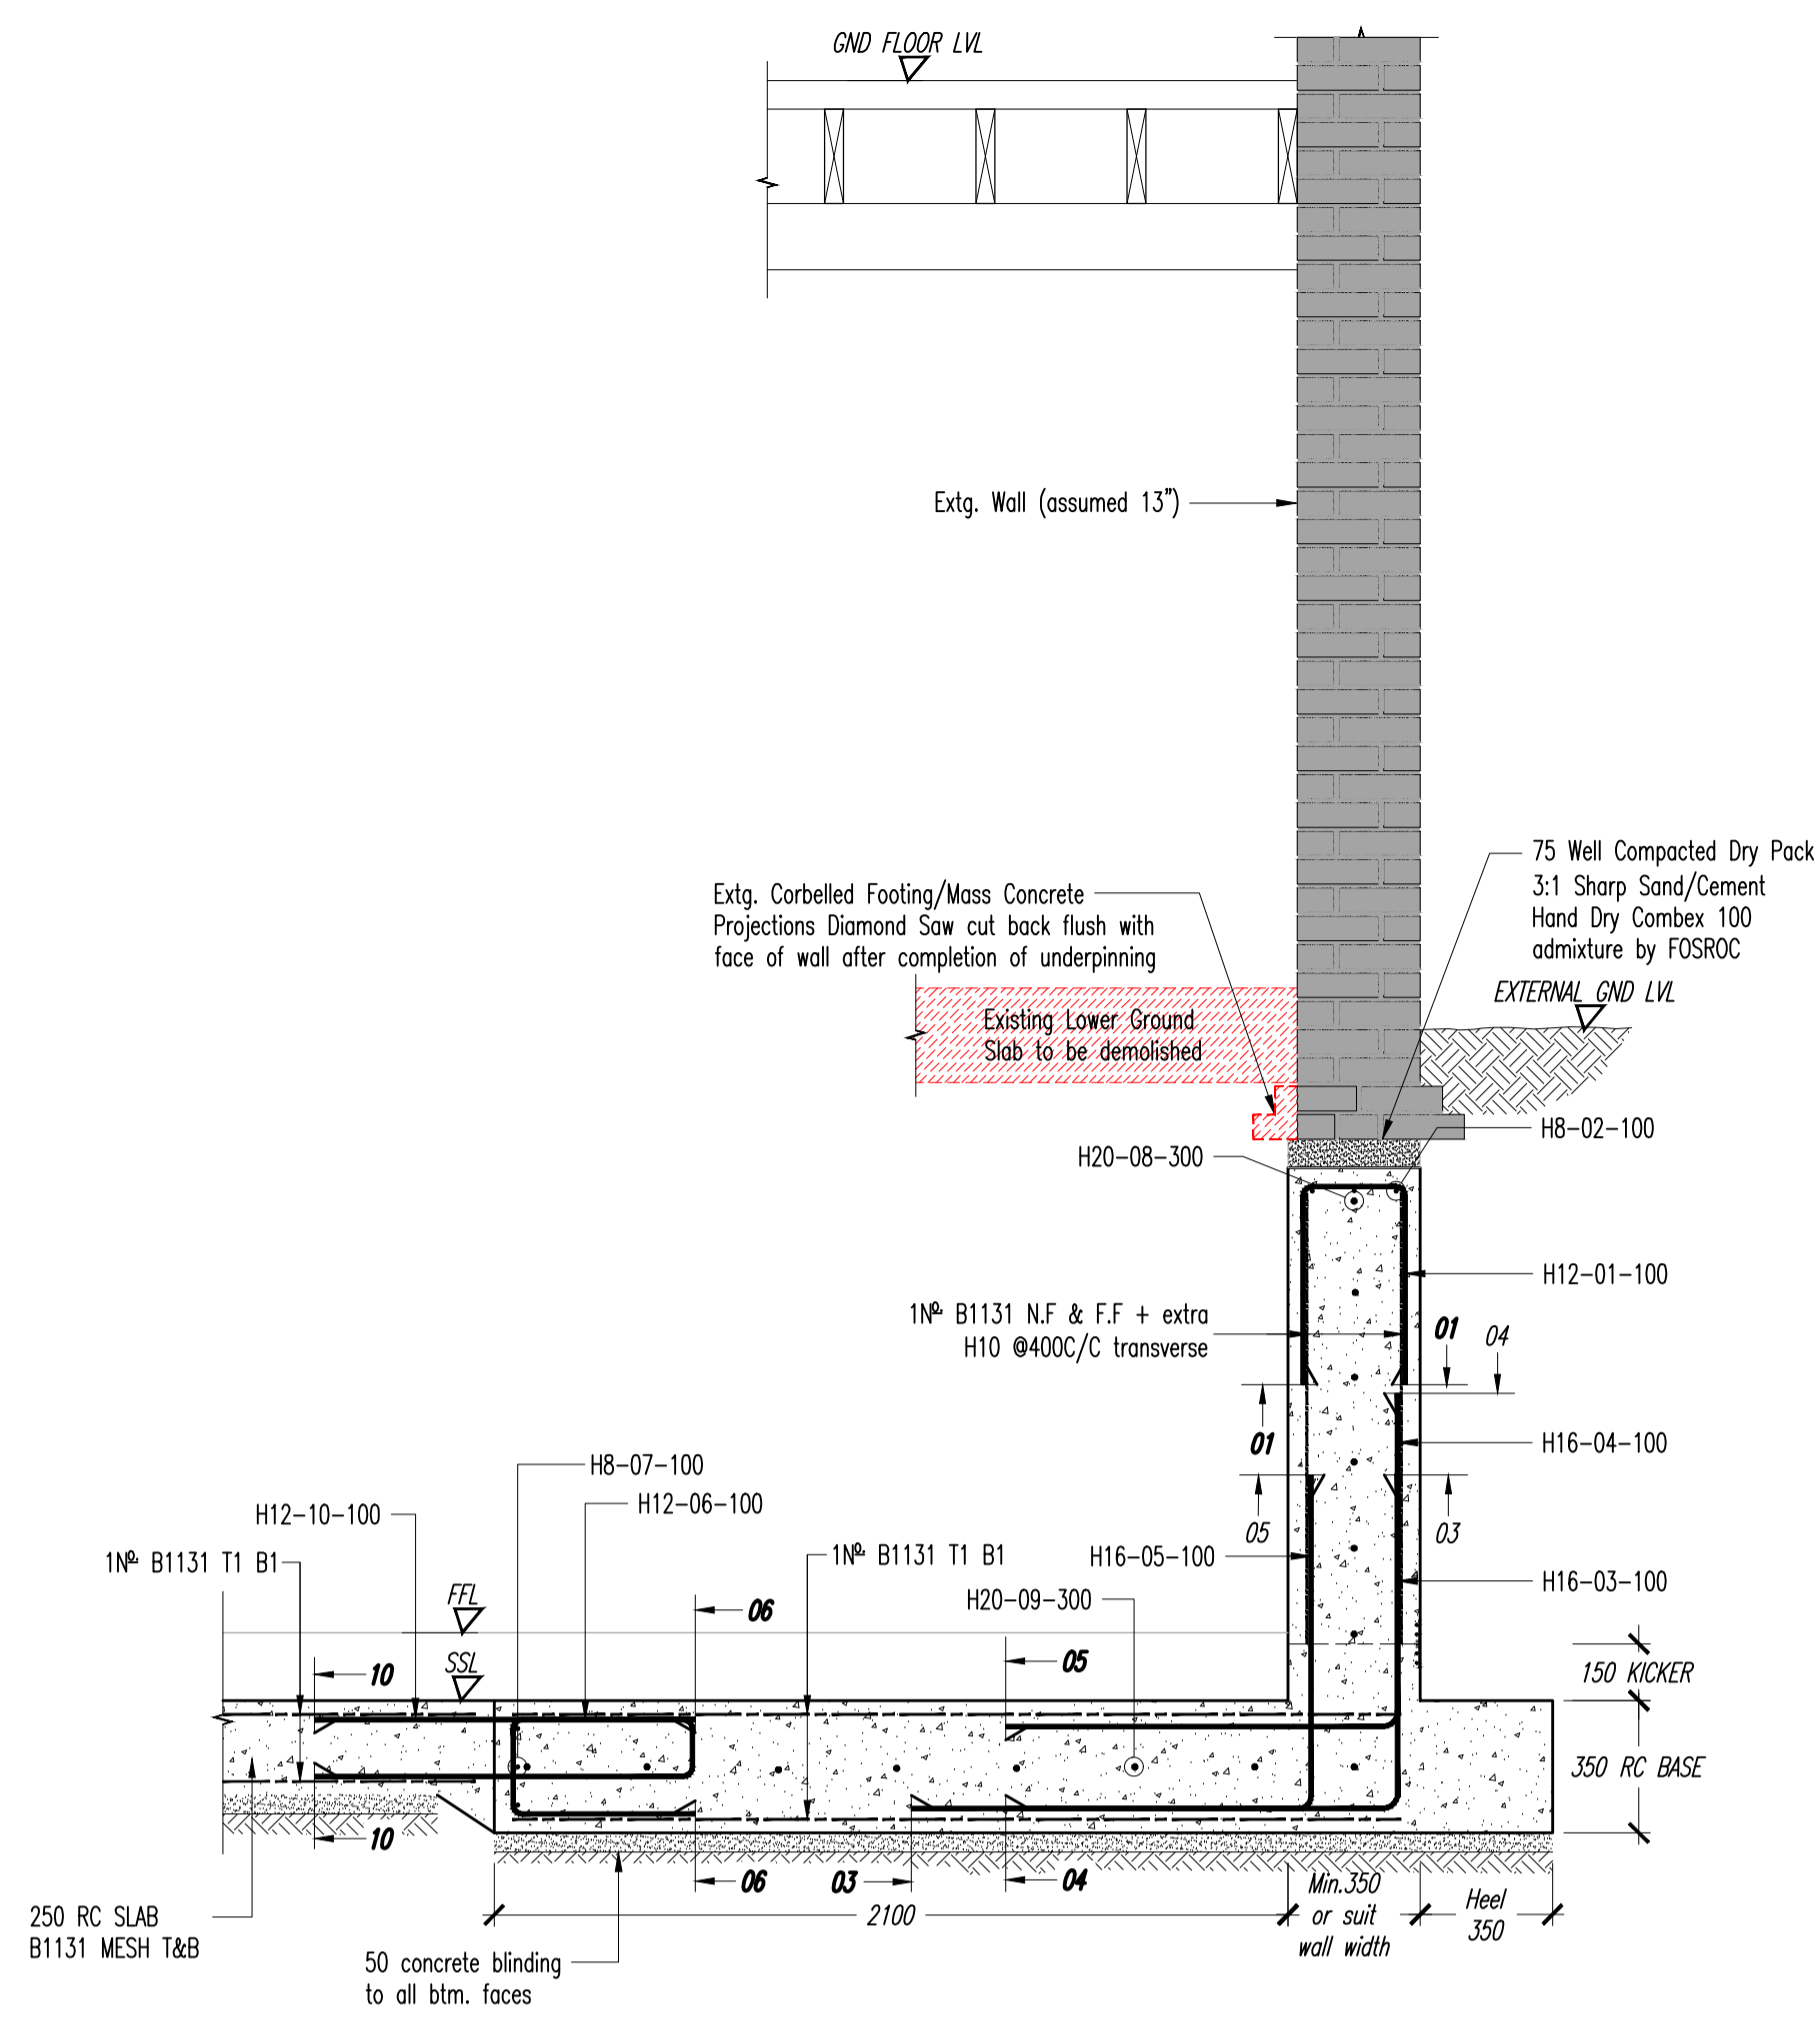 GND FLOOR LVL
Extg. Wall (assumed 13")
75 Well Compacted Dry Pack
3:1 Sharp Sand/Cement
Hand Dry Combex 100
admixture by FOSROC
Extg. Corbelled Footing/Mass Concrete
Projections Diamond Saw cut back flush with
face of wall after completion of underpinning
EXTERNAL GND LVL
Existing Lower Ground
Slab to be demolished
H8-02-100
H20-08-300
H12-01-100
1Nº B1131 N.F & F.F + extra
H10 @400C/C transverse
01
04
01
H16-04-100
H8-07-100
H12-06-100
H12-10-100
05
03
1Nº B1131 T1 B1
1Nº B1131 T1 B1
H16-05-100
H16-03-100
FFL
H20-09-300
06
SSL
10
05
150 KICKER
350 RC BASE
10
06
03
04
Min.350
or suit
wall width
Heel
350
2100
250 RC SLAB
B1131 MESH T&B
50 concrete blinding
to all btm. faces